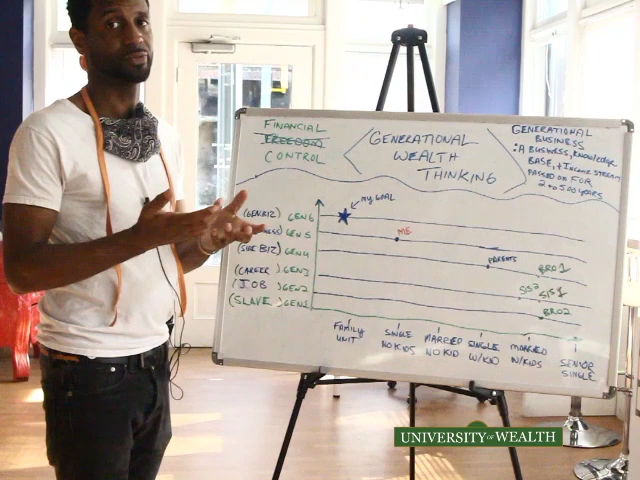 FINANCIAL
FREEDOM
CONTROL
GENERATIONAL
WEALTH
THINKING
GENERATIONAL
BUSINESS
: A BUSINESS, Knowledge
BASE, + INCOME STREAM
PASSED ON FOR
2 to 500 YEARS
MY GOAL
(GEN BIZ) GEN 6
NESS) GEN 5
ME
(SIDE BIZ) GEN 4
PARENTS
(CAREER) GEN 3
BRO 1
(JOB) GEN 2
SIS 2 SIS 1
(SLAVE) GEN 1
BRO 2
FAMILY UNIT
SINGLE NO KIDS
MARRIED NO KID
SINGLE W/KID
MARRIED W/KIDS
SENIOR SINGLE
UNIVERSITY OF WEALTH